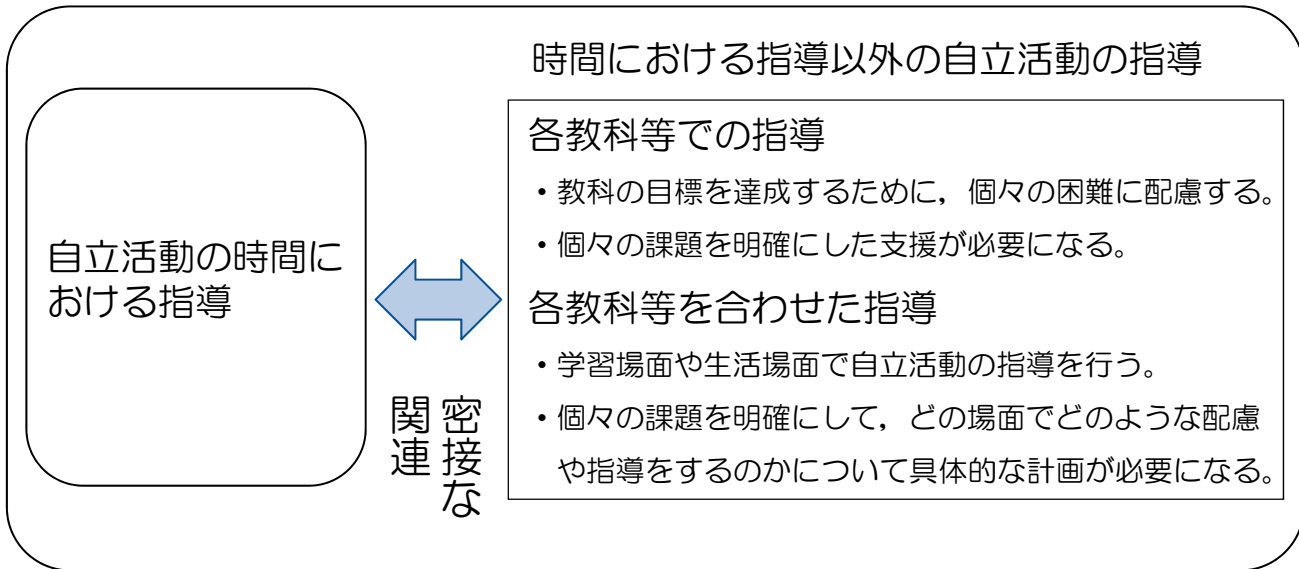 時間における指導以外の自立活動の指導
自立活動の時間に
おける指導
密接な
関連
各教科等での指導
・教科の目標を達成するために，個々の困難に配慮する。
・個々の課題を明確にした支援が必要になる。
各教科等を合わせた指導
・学習場面や生活場面で自立活動の指導を行う。
・個々の課題を明確にして，どの場面でどのような配慮
や指導をするのかについて具体的な計画が必要になる。